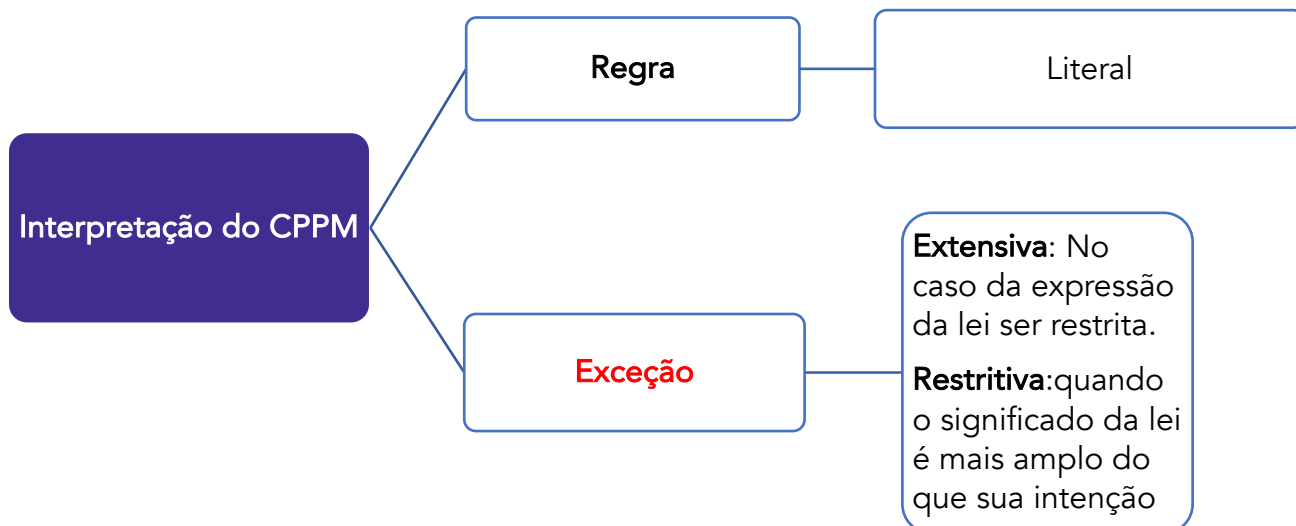 Interpretação do CPPM
Regra
Literal
Exceção
Extensiva: No
caso da expressão
da lei ser restrita.
Restritiva:quando
o significado da lei
é mais amplo do
que sua intenção